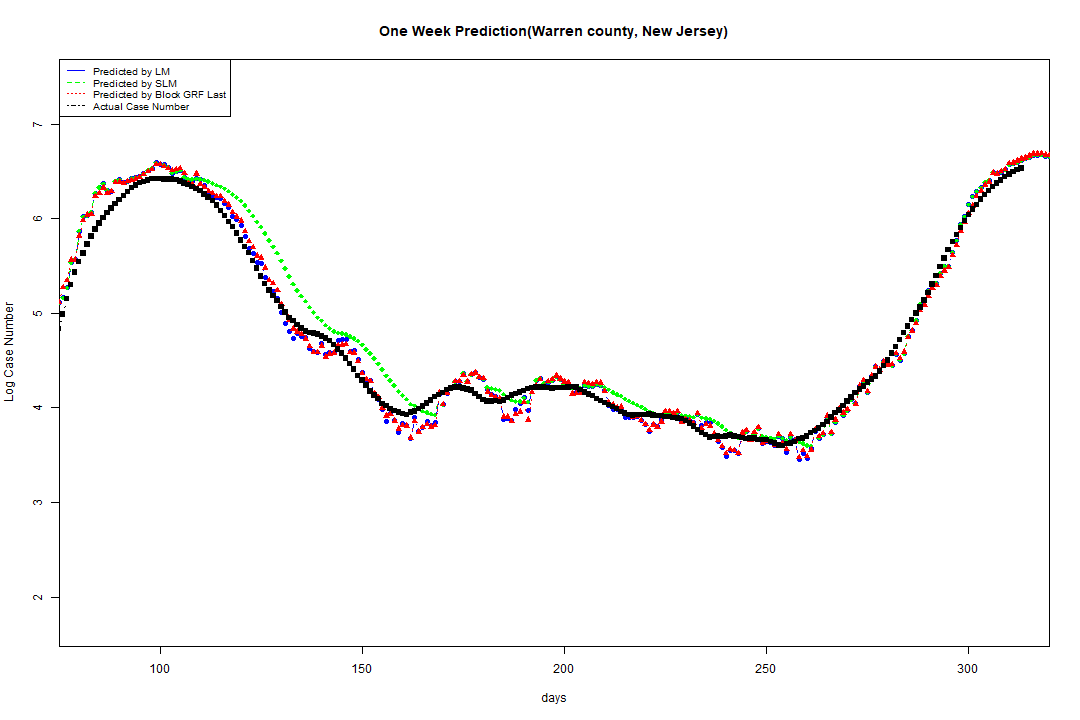 One Week Prediction(Warren county, New Jersey)
Predicted by LM
Predicted by SLM
Predicted by Block GRF Last
Actual Case Number
Log Case Number
7
6
5
4
3
2
100 150 200 250 300
days